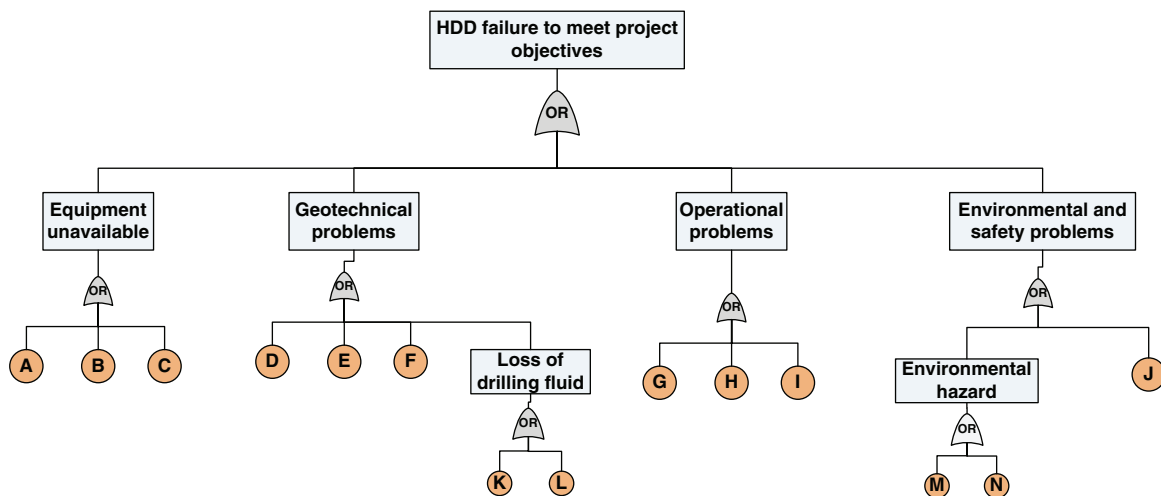 HDD failure to meet project
objectives
OR
Equipment
unavailable
Geotechnical
problems
Operational
problems
Environmental and
safety problems
OR
OR
OR
OR
A
B
C
D
E
F
Loss of
drilling fluid
G
H
I
Environmental
hazard
J
OR
OR
K
L
M
N